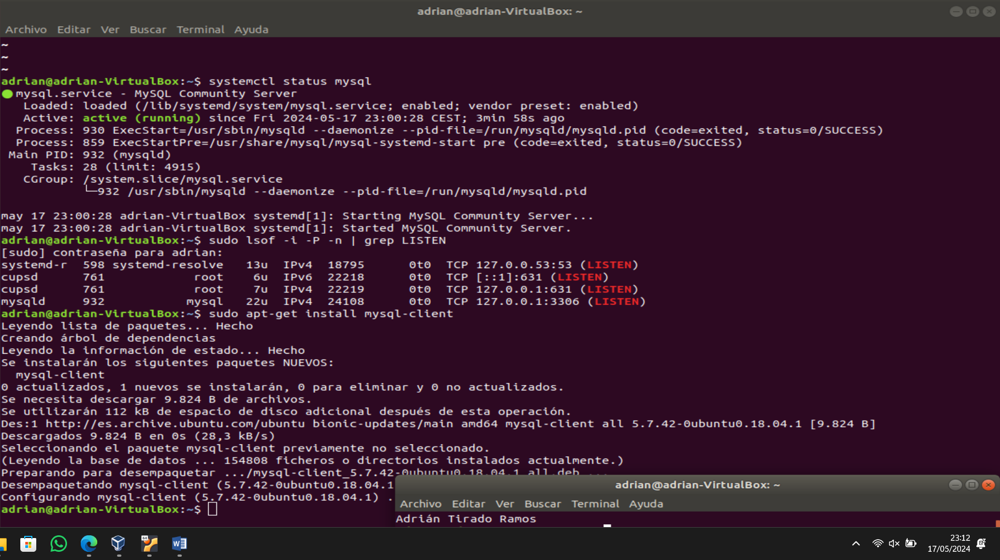 adrian@adrian-VirtualBox: ~
Archivo Editar Ver Buscar Terminal Ayuda
~
~
~
adrian@adrian-VirtualBox:~$ systemctl status mysql
● mysql.service - MySQL Community Server
   Loaded: loaded (/lib/systemd/system/mysql.service; enabled; vendor preset: enabled)
   Active: active (running) since Fri 2024-05-17 23:00:28 CEST; 3min 58s ago
  Process: 930 ExecStart=/usr/sbin/mysqld --daemonize --pid-file=/run/mysqld/mysqld.pid (code=exited, status=0/SUCCESS)
  Process: 859 ExecStartPre=/usr/share/mysql/mysql-systemd-start pre (code=exited, status=0/SUCCESS)
 Main PID: 932 (mysqld)
    Tasks: 28 (limit: 4915)
   CGroup: /system.slice/mysql.service
           └─932 /usr/sbin/mysqld --daemonize --pid-file=/run/mysqld/mysqld.pid
may 17 23:00:28 adrian-VirtualBox systemd[1]: Starting MySQL Community Server...
may 17 23:00:28 adrian-VirtualBox systemd[1]: Started MySQL Community Server.
adrian@adrian-VirtualBox:~$ sudo lsof -i -P -n | grep LISTEN
[sudo] contraseña para adrian:
systemd-r  598 systemd-resolve   13u  IPv4  18795      0t0  TCP 127.0.0.53:53 (LISTEN)
cupsd      761            root    6u  IPv6  22218      0t0  TCP [::1]:631 (LISTEN)
cupsd      761            root    7u  IPv4  22219      0t0  TCP 127.0.0.1:631 (LISTEN)
mysqld     932           mysql   22u  IPv4  24108      0t0  TCP 127.0.0.1:3306 (LISTEN)
adrian@adrian-VirtualBox:~$ sudo apt-get install mysql-client
Leyendo lista de paquetes... Hecho
Creando árbol de dependencias
Leyendo la información de estado... Hecho
Se instalarán los siguientes paquetes NUEVOS:
  mysql-client
0 actualizados, 1 nuevos se instalarán, 0 para eliminar y 0 no actualizados.
Se necesita descargar 9.824 B de archivos.
Se utilizarán 112 kB de espacio de disco adicional después de esta operación.
Des:1 http://es.archive.ubuntu.com/ubuntu bionic-updates/main amd64 mysql-client all 5.7.42-0ubuntu0.18.04.1 [9.824 B]
Descargados 9.824 B en 0s (28,3 kB/s)
Seleccionando el paquete mysql-client previamente no seleccionado.
(Leyendo la base de datos ... 154808 ficheros o directorios instalados actualmente.)
Preparando para desempaquetar .../mysql-client_5.7.42-0ubuntu0.18.04.1_all.deb ...
Desempaquetando mysql-client (5.7.42-0ubuntu0.18.04.1
Configurando mysql-client (5.7.42-0ubuntu0.18.04.1) .
adrian@adrian-VirtualBox:~$
adrian@adrian-VirtualBox: ~
Archivo Editar Ver Buscar Terminal Ayuda
Adrián Tirado Ramos
64
W
23:12
17/05/2024